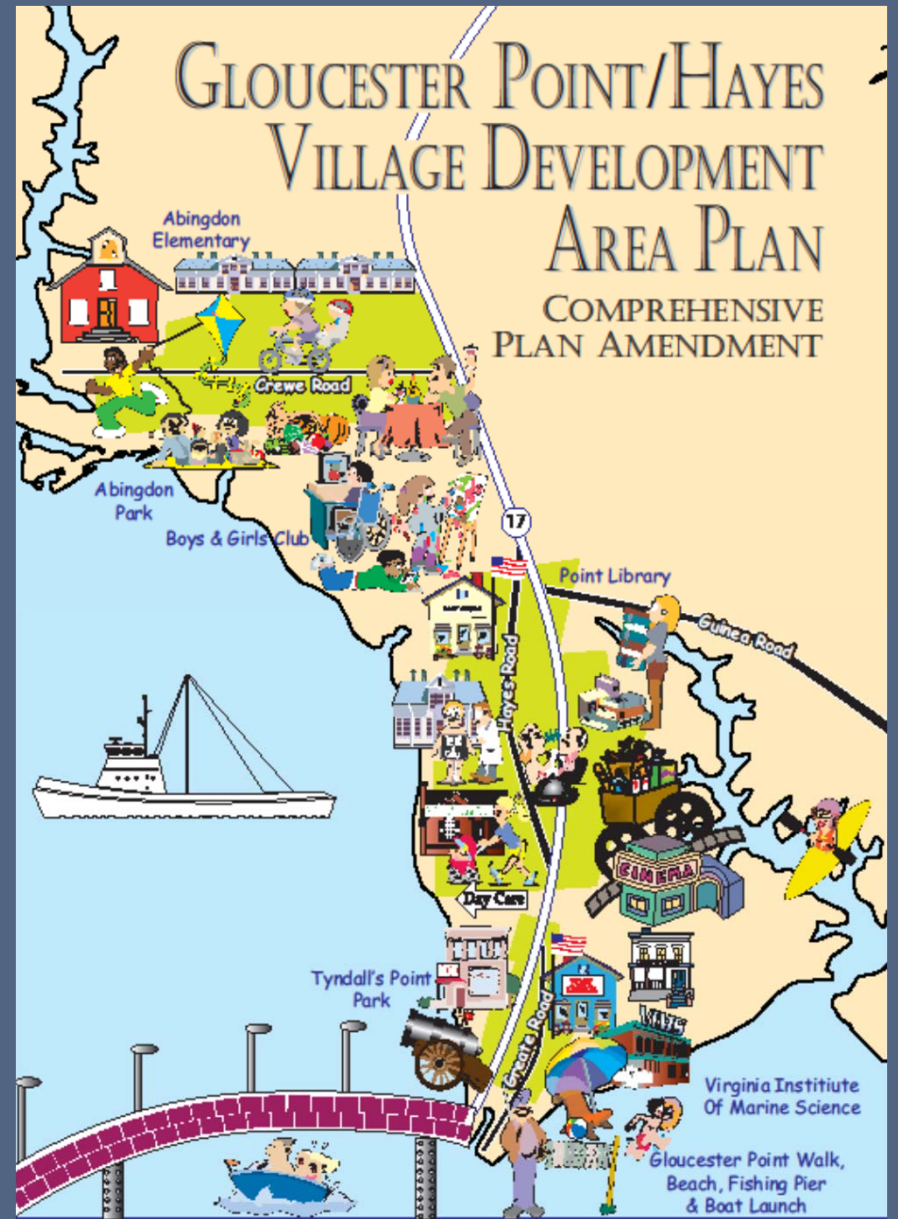 GLOUCESTER POINT/HAYES
VILLAGE DEVELOPMENT
AREA PLAN
COMPREHENSIVE
PLAN AMENDMENT
Abingdon
Elementary
Crewe Road
Abingdon
Park
Boys & Girls Club
17
Point Library
Guinea Road
Hayes Road
CINEMA
Day Care
Tyndall's Point
Park
Greate Road
VIMS
Virginia Institiute
Of Marine Science
Gloucester Point Walk,
Beach, Fishing Pier
& Boat Launch